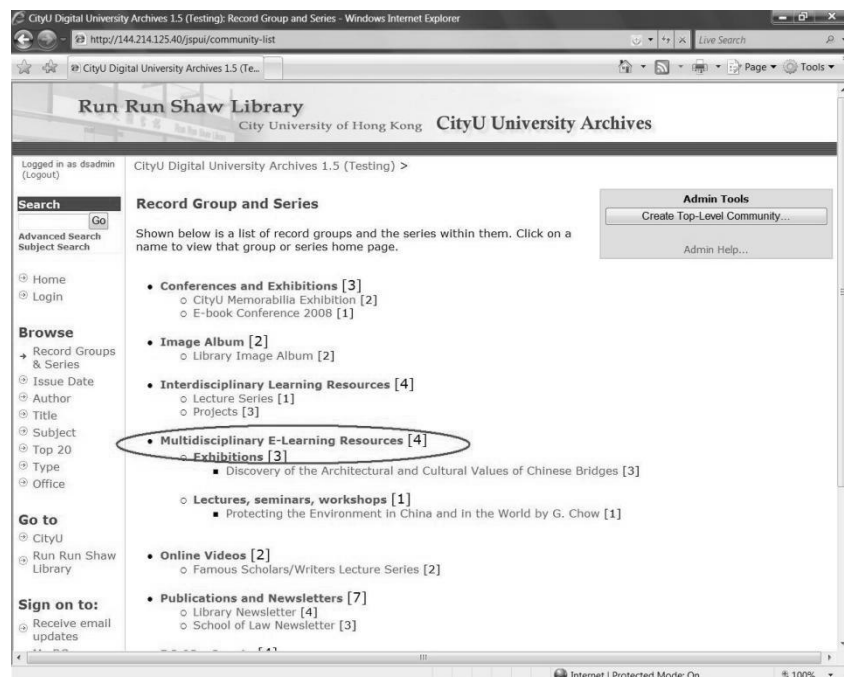 CityU Digital University Archives 1.5 (Testing): Record Group and Series - Windows Internet Explorer
http://144.214.125.40/jspui/community-list
Live Search
CityU Digital University Archives 1.5 (Te...
Page
Tools
Run Run Shaw Library
City University of Hong Kong
CityU University Archives
Logged in as dsadmin
(Logout)
CityU Digital University Archives 1.5 (Testing) >
Search
Go
Advanced Search
Subject Search
Home
Login
Browse
Record Groups
& Series
Issue Date
Author
Title
Subject
Top 20
Type
Office
Go to
CityU
Run Run Shaw
Library
Sign on to:
Receive email
updates
Record Group and Series
Shown below is a list of record groups and the series within them. Click on a
name to view that group or series home page.
Admin Tools
Create Top-Level Community...
Admin Help...
• Conferences and Exhibitions [3]
○ CityU Memorabilia Exhibition [2]
○ E-book Conference 2008 [1]
• Image Album [2]
○ Library Image Album [2]
• Interdisciplinary Learning Resources [4]
○ Lecture Series [1]
○ Projects [3]
• Multidisciplinary E-Learning Resources [4]
○ Exhibitions [3]
■ Discovery of the Architectural and Cultural Values of Chinese Bridges [3]
○ Lectures, seminars, workshops [1]
■ Protecting the Environment in China and in the World by G. Chow [1]
• Online Videos [2]
○ Famous Scholars/Writers Lecture Series [2]
• Publications and Newsletters [7]
○ Library Newsletter [4]
○ School of Law Newsletter [3]
Internet | Protected Mode: On
100%